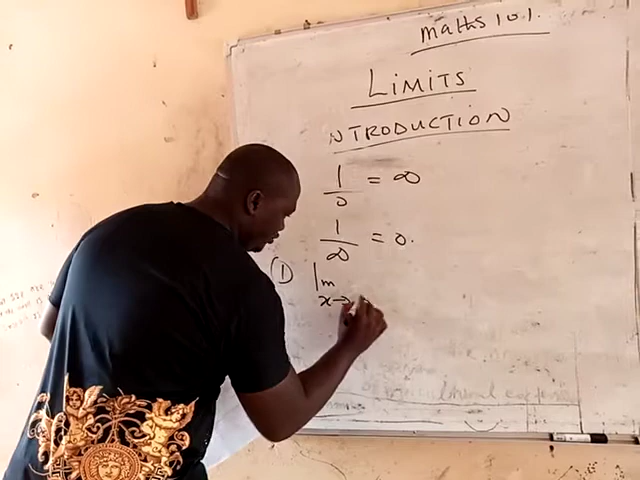 maths 101.
LIMITS
NTRODUCTION
1/0 = ∞
1/∞ = 0.
(1) lim
x→